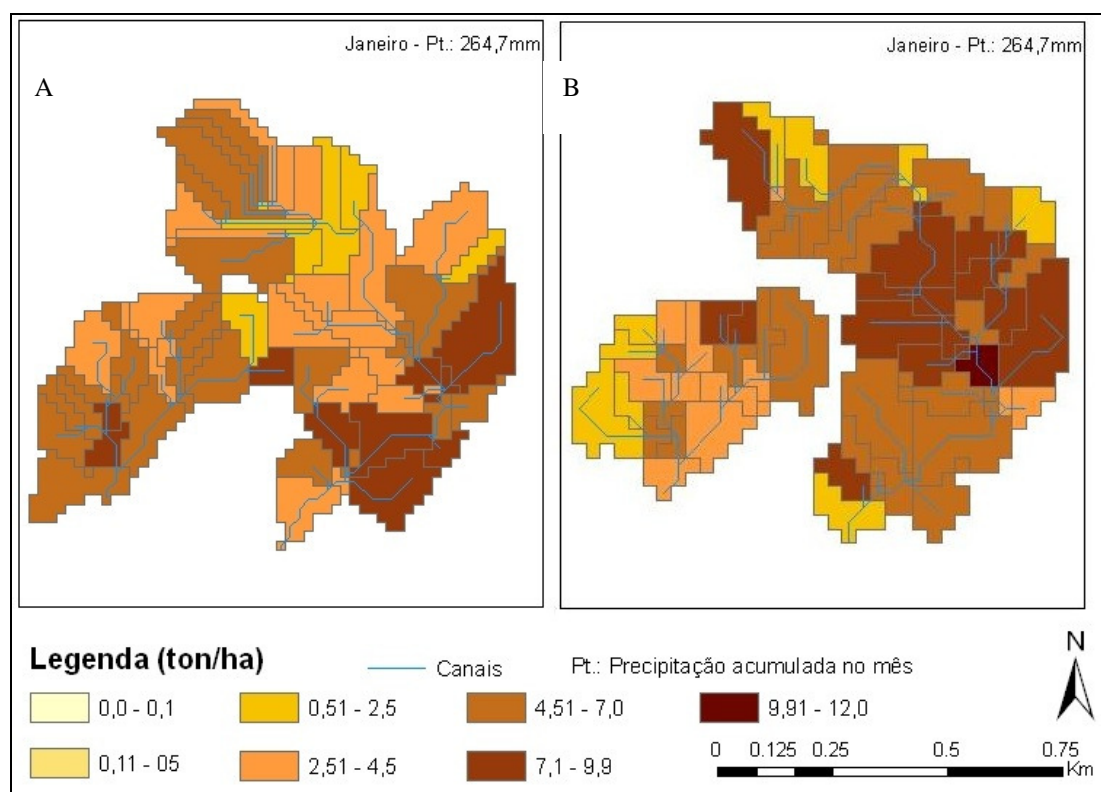 Janeiro - Pt.: 264,7mm
A
Janeiro - Pt.: 264,7mm
B
Legenda (ton/ha)
Canais
Pt.: Precipitação acumulada no mês
N
0,0 - 0,1
0,51 - 2,5
4,51 - 7,0
9,91 - 12,0
0,11 - 05
2,51 - 4,5
7,1 - 9,9
0 0.125 0.25 0.5 0.75
Km